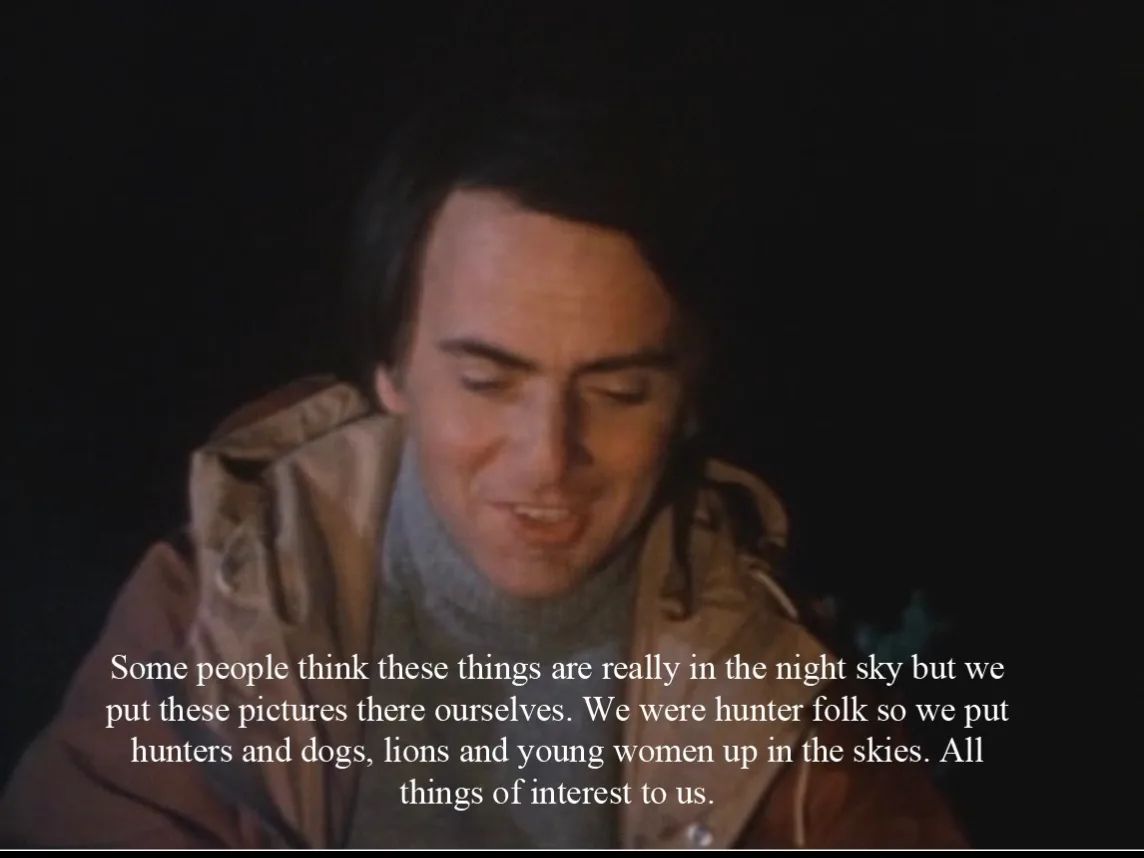 Some people think these things are really in the night sky but we
put these pictures there ourselves. We were hunter folk so we put
hunters and dogs, lions and young women up in the skies. All
things of interest to us.